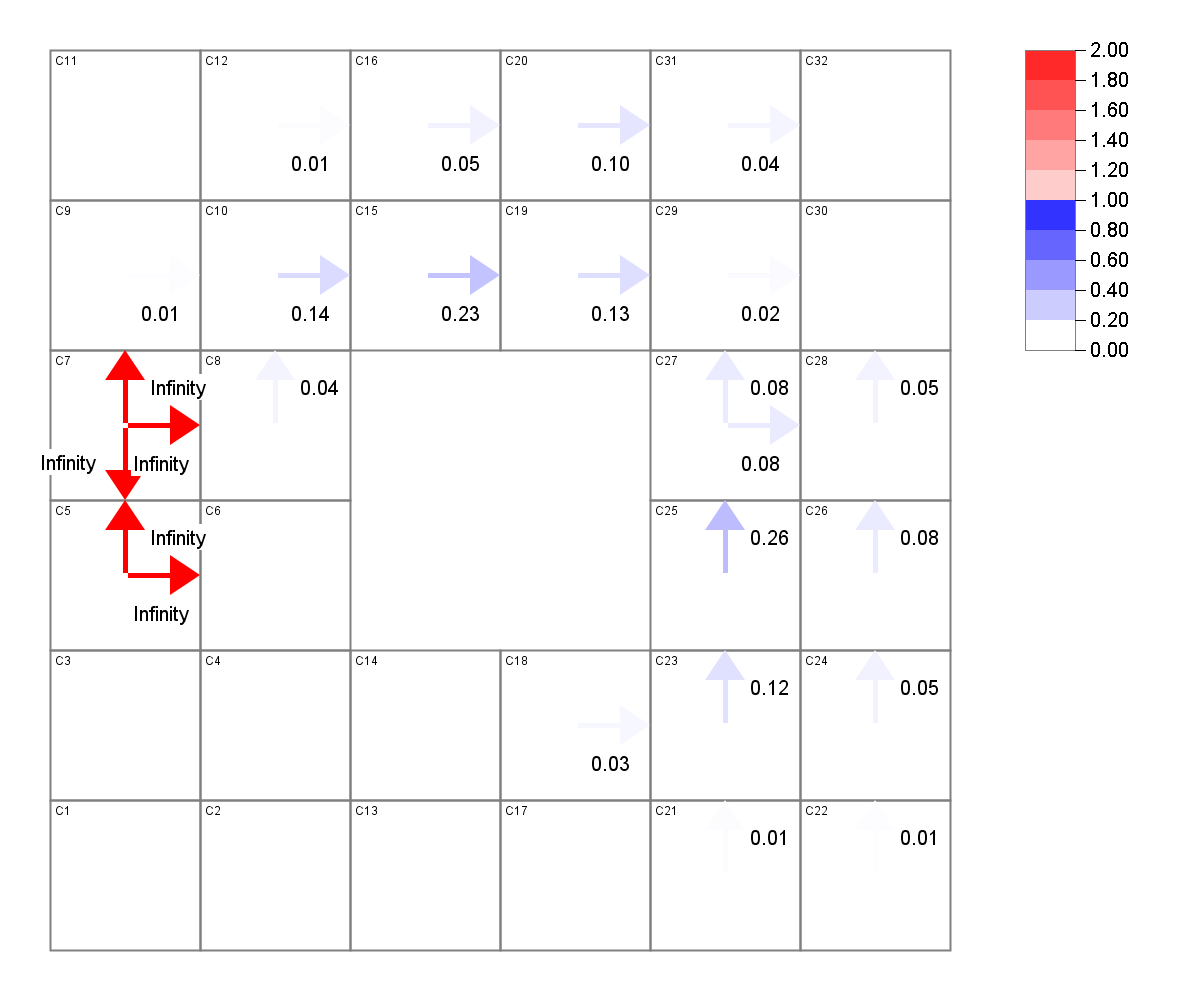 C11 C12 C16 C20 C31 C32
0.01 0.05 0.10 0.04
C9 C10 C15 C19 C29 C30
0.01 0.14 0.23 0.13 0.02
C7 C8 C27 C28
Infinity 0.04 0.08 0.05
Infinity Infinity 0.08
C5 C6 C25 C26
Infinity 0.26 0.08
Infinity
C3 C4 C14 C18 C23 C24
0.12 0.05
0.03
C1 C2 C13 C17 C21 C22
0.01 0.01
2.00
1.80
1.60
1.40
1.20
1.00
0.80
0.60
0.40
0.20
0.00